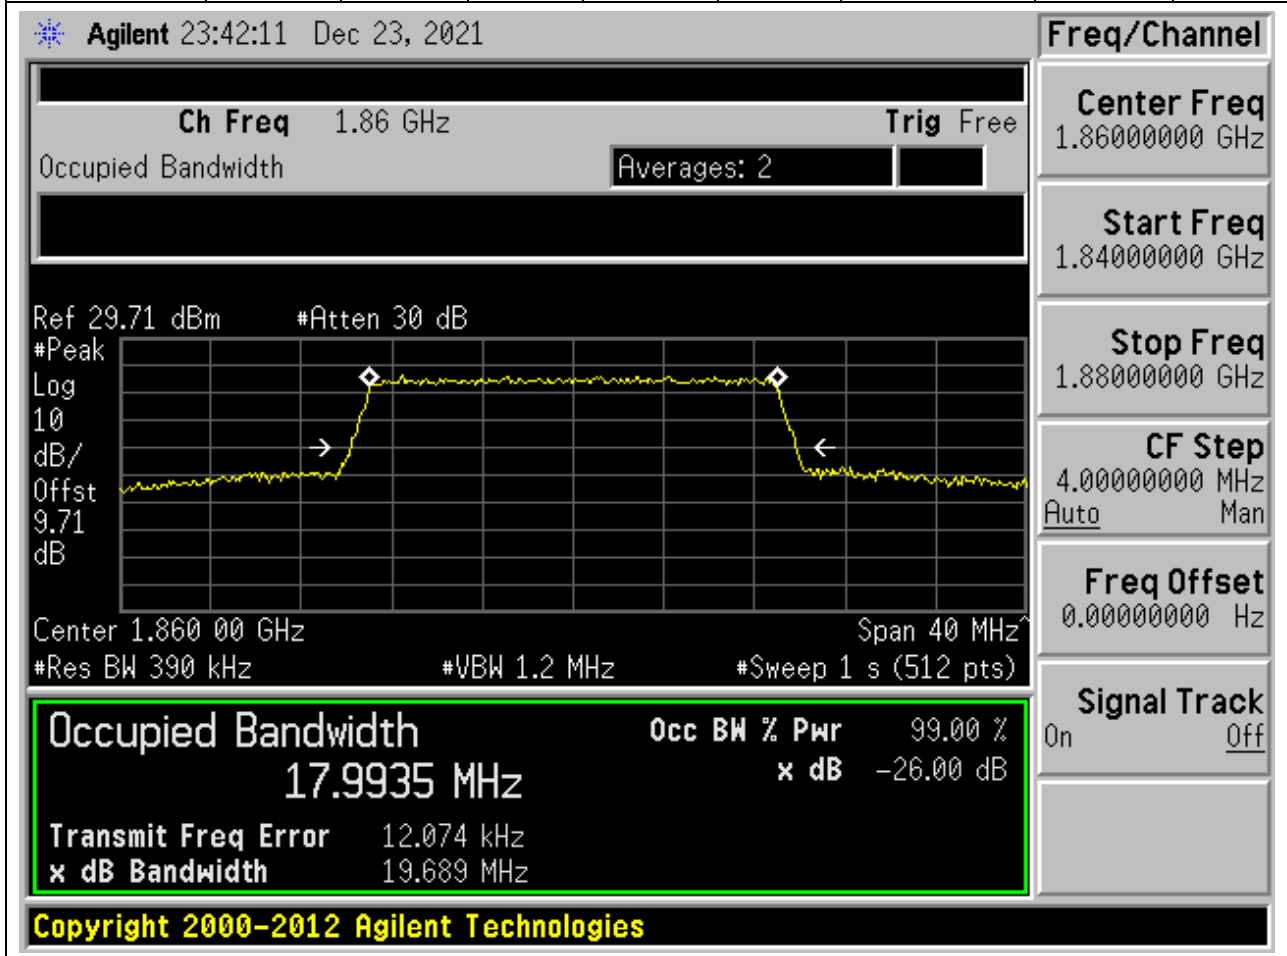 Agilent 23:42:11 Dec 23, 2021
Freq/Channel
Ch Freq 1.86 GHz Trig Free
Occupied Bandwidth Averages: 2
Center Freq
1.86000000 GHz
Start Freq
1.84000000 GHz
Stop Freq
1.88000000 GHz
CF Step
4.00000000 MHz
Auto Man
Freq Offset
0.00000000 Hz
Signal Track
On Off
Ref 29.71 dBm #Atten 30 dB
#Peak
Log
10
dB/
Offst
9.71
dB
Center 1.860 00 GHz Span 40 MHz^
#Res BW 390 kHz #VBW 1.2 MHz #Sweep 1 s (512 pts)
Occupied Bandwidth Occ BW % Pwr 99.00 %
17.9935 MHz x dB -26.00 dB
Transmit Freq Error 12.074 kHz
x dB Bandwidth 19.689 MHz
Copyright 2000-2012 Agilent Technologies